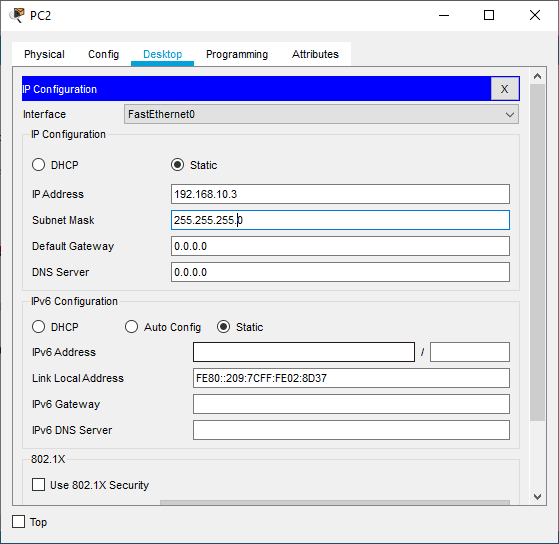 PC2
Physical Config Desktop Programming Attributes
IP Configuration X
Interface FastEthernet0
IP Configuration
DHCP Static
IP Address 192.168.10.3
Subnet Mask 255.255.255.0
Default Gateway 0.0.0.0
DNS Server 0.0.0.0
IPv6 Configuration
DHCP Auto Config Static
IPv6 Address /
Link Local Address FE80::209:7CFF:FE02:8D37
IPv6 Gateway
IPv6 DNS Server
802.1X
Use 802.1X Security
Top